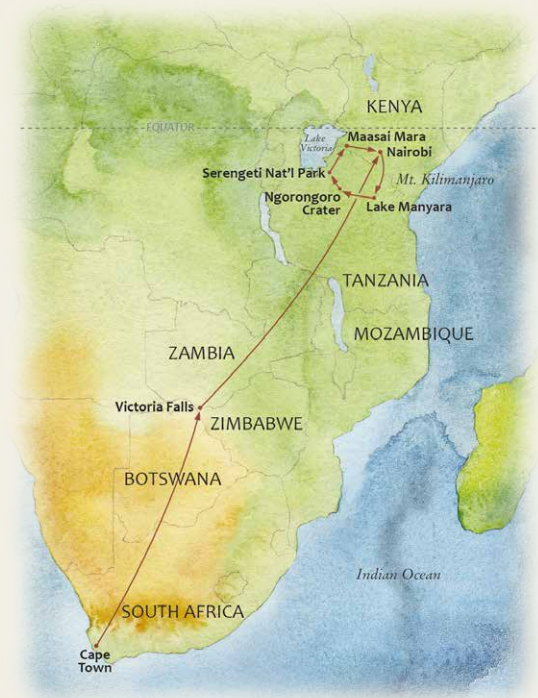 KENYA
EQUATOR
Lake
Victoria
Maasai Mara
Nairobi
Serengeti Nat'l Park
Mt. Kilimanjaro
Ngorongoro
Crater
Lake Manyara
TANZANIA
MOZAMBIQUE
ZAMBIA
Victoria Falls
ZIMBABWE
BOTSWANA
Indian Ocean
SOUTH AFRICA
Cape
Town